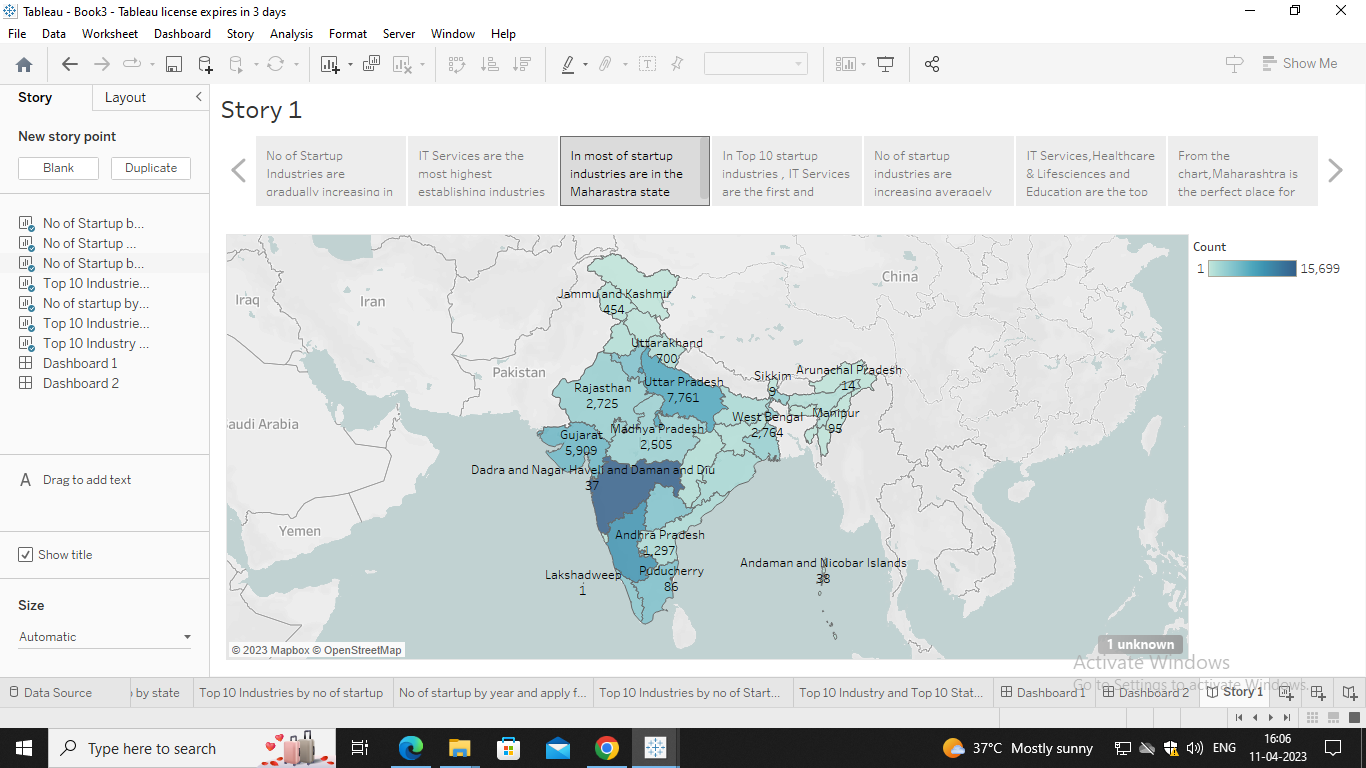 Tableau - Book3 - Tableau license expires in 3 days
File Data Worksheet Dashboard Story Analysis Format Server Window Help
Show Me
Story Layout
New story point
Blank Duplicate
No of Startup b...
No of Startup ...
No of Startup b...
Top 10 Industrie...
No of startup by...
Top 10 Industrie...
Top 10 Industry ...
Dashboard 1
Dashboard 2
A Drag to add text
Show title
Size
Automatic
Story 1
No of Startup
Industries are
gradually increasing in
IT Services are the
most highest
establishing industries
In most of startup
industries are in the
Maharastra state
In Top 10 startup
industries , IT Services
are the first and
No of startup
industries are
increasing averagely
IT Services,Healthcare
& Lifesciences and
Education are the top
From the
chart,Maharashtra is
the perfect place for
Count
1 15,699
China
Iraq
Iran
Jammu and Kashmir
454
Uttarakhand
700
Pakistan
Sikkim
9
Arunachal Pradesh
14
Rajasthan
2,725
Uttar Pradesh
7,761
audi Arabia
West Bengal
2,764
Manipur
95
Gujarat
5,909
Madhya Pradesh
2,505
Dadra and Nagar Haveli and Daman and Diu
37
Yemen
Andhra Pradesh
1,297
Andaman and Nicobar Islands
38
Lakshadweep
1
Puducherry
86
© 2023 Mapbox © OpenStreetMap
1 unknown
Activate Windows
Go to Settings to activate Windows.
Data Source by state Top 10 Industries by no of startup No of startup by year and apply f... Top 10 Industries by no of Start... Top 10 Industry and Top 10 Stat... Dashboard 1 Dashboard 2 Story 1
Type here to search
37°C Mostly sunny
ENG
16:06
11-04-2023